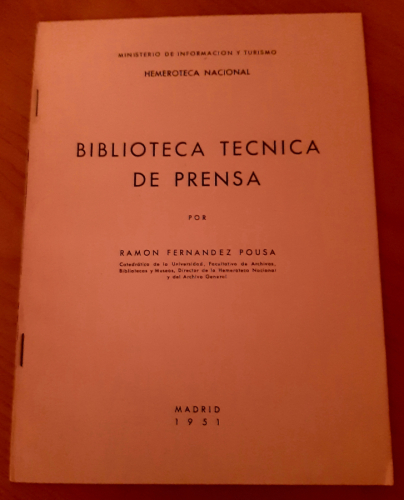 MINISTERIO DE INFORMACION Y TURISMO
HEMEROTECA NACIONAL
BIBLIOTECA TECNICA
DE PRENSA
POR
RAMON FERNANDEZ POUSA
Catedrático de la Universidad, Facultativo de Archivos,
Bibliotecas y Museos, Director de la Hemeroteca Nacional
y del Archivo General
MADRID
1951